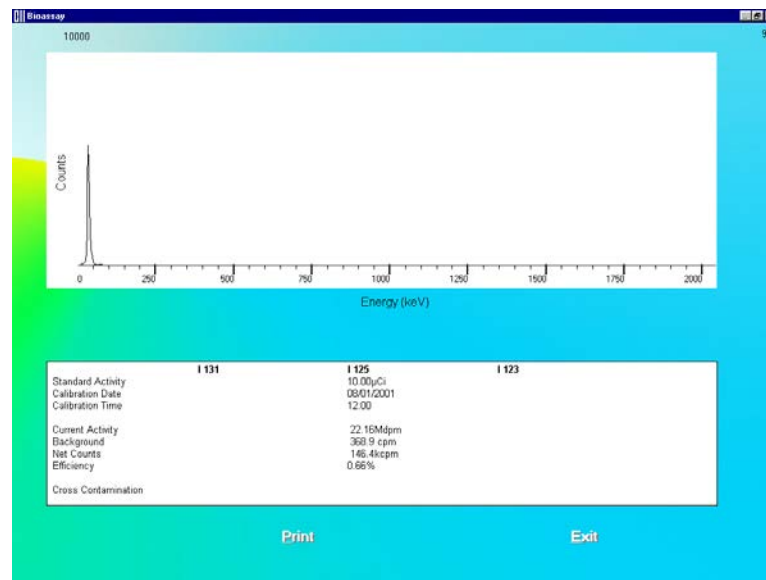 Bioassay
10000
9
Counts
0 250 500 750 1000 1250 1500 1750 2000
Energy (keV)
I 131 I 125 I 123
Standard Activity 10.00µCi
Calibration Date 08/01/2001
Calibration Time 12:00
Current Activity 22.16Mdpm
Background 368.9 cpm
Net Counts 146.4kcpm
Efficiency 0.66%
Cross Contamination
Print Exit